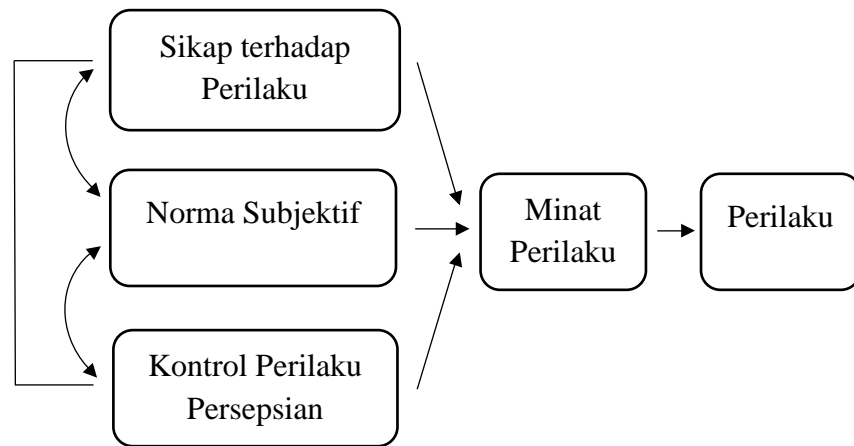 Sikap terhadap
Perilaku
Norma Subjektif
Kontrol Perilaku
Persepsian
Minat
Perilaku
Perilaku